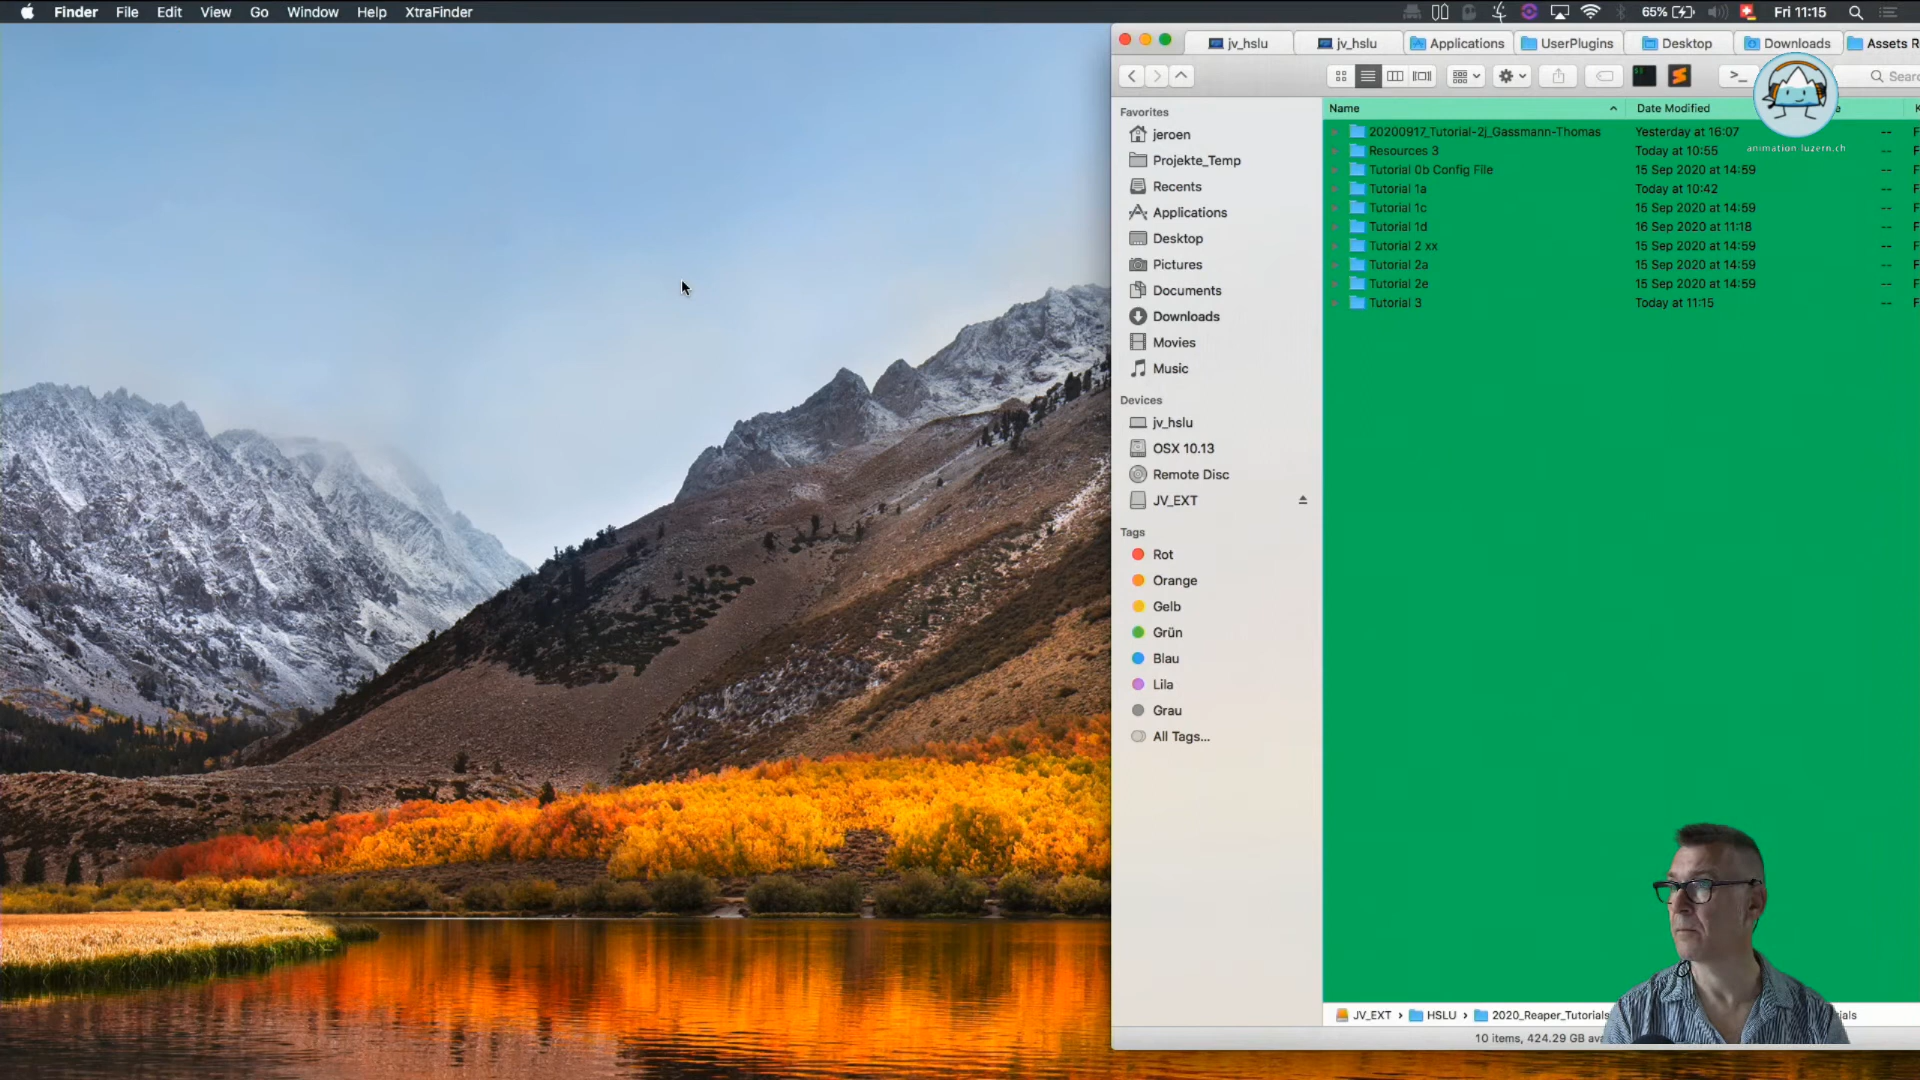 Finder File Edit View Go Window Help XtraFinder
65% Fri 11:15
jv_hslu jv_hslu Applications UserPlugins Desktop Downloads Assets R
>_
Favorites
jeroen
Projekte_Temp
Recents
Applications
Desktop
Pictures
Documents
Downloads
Movies
Music
Devices
jv_hslu
OSX 10.13
Remote Disc
JV_EXT
Tags
Rot
Orange
Gelb
Grün
Blau
Lila
Grau
All Tags...
Name Date Modified
20200917_Tutorial-2j_Gassmann-Thomas Yesterday at 16:07 --
Resources 3 Today at 10:55 --
Tutorial 0b Config File 15 Sep 2020 at 14:59 --
Tutorial 1a Today at 10:42 --
Tutorial 1c 15 Sep 2020 at 14:59 --
Tutorial 1d 16 Sep 2020 at 11:18 --
Tutorial 2 xx 15 Sep 2020 at 14:59 --
Tutorial 2a 15 Sep 2020 at 14:59 --
Tutorial 2e 15 Sep 2020 at 14:59 --
Tutorial 3 Today at 11:15 --
animation luzern.ch
JV_EXT › HSLU › 2020_Reaper_Tutorials
10 items, 424.29 GB